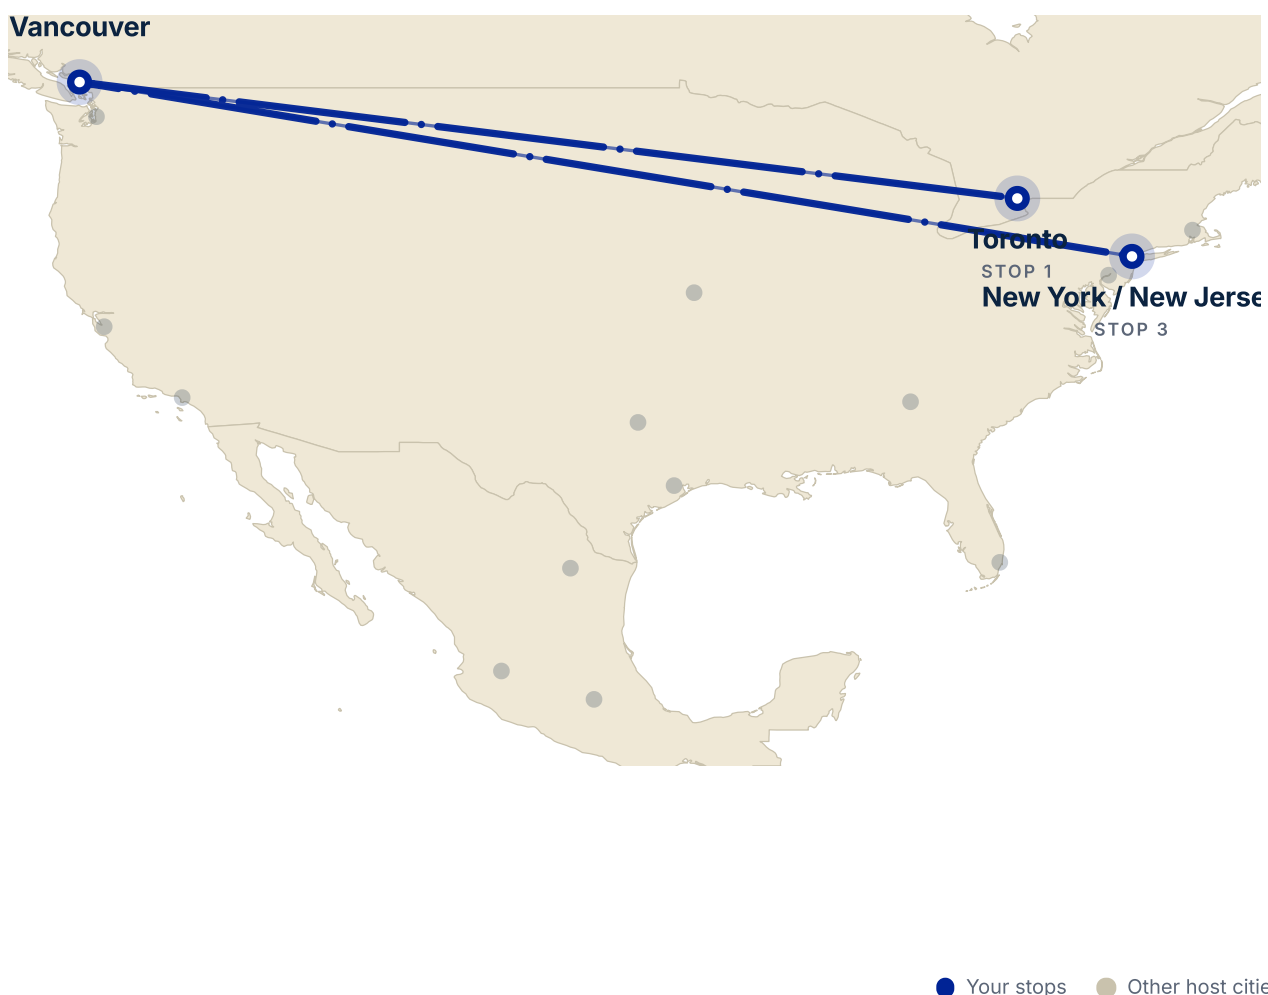 Vancouver
Toronto
STOP 1
New York / New Jerse
STOP 3
Your stops
Other host citie